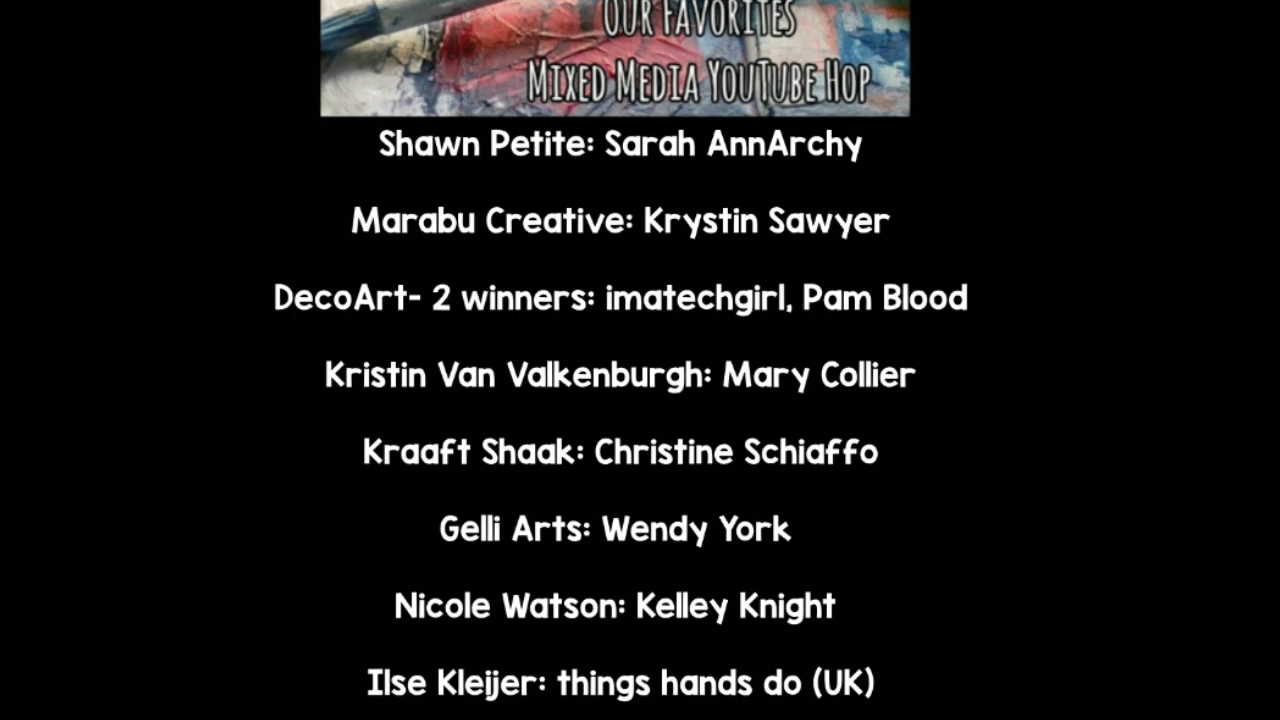 Our Favorites
Mixed Media YouTube Hop
Shawn Petite: Sarah AnnArchy
Marabu Creative: Krystin Sawyer
DecoArt- 2 winners: imatechgirl, Pam Blood
Kristin Van Valkenburgh: Mary Collier
Kraaft Shaak: Christine Schiaffo
Gelli Arts: Wendy York
Nicole Watson: Kelley Knight
Ilse Kleijer: things hands do (UK)